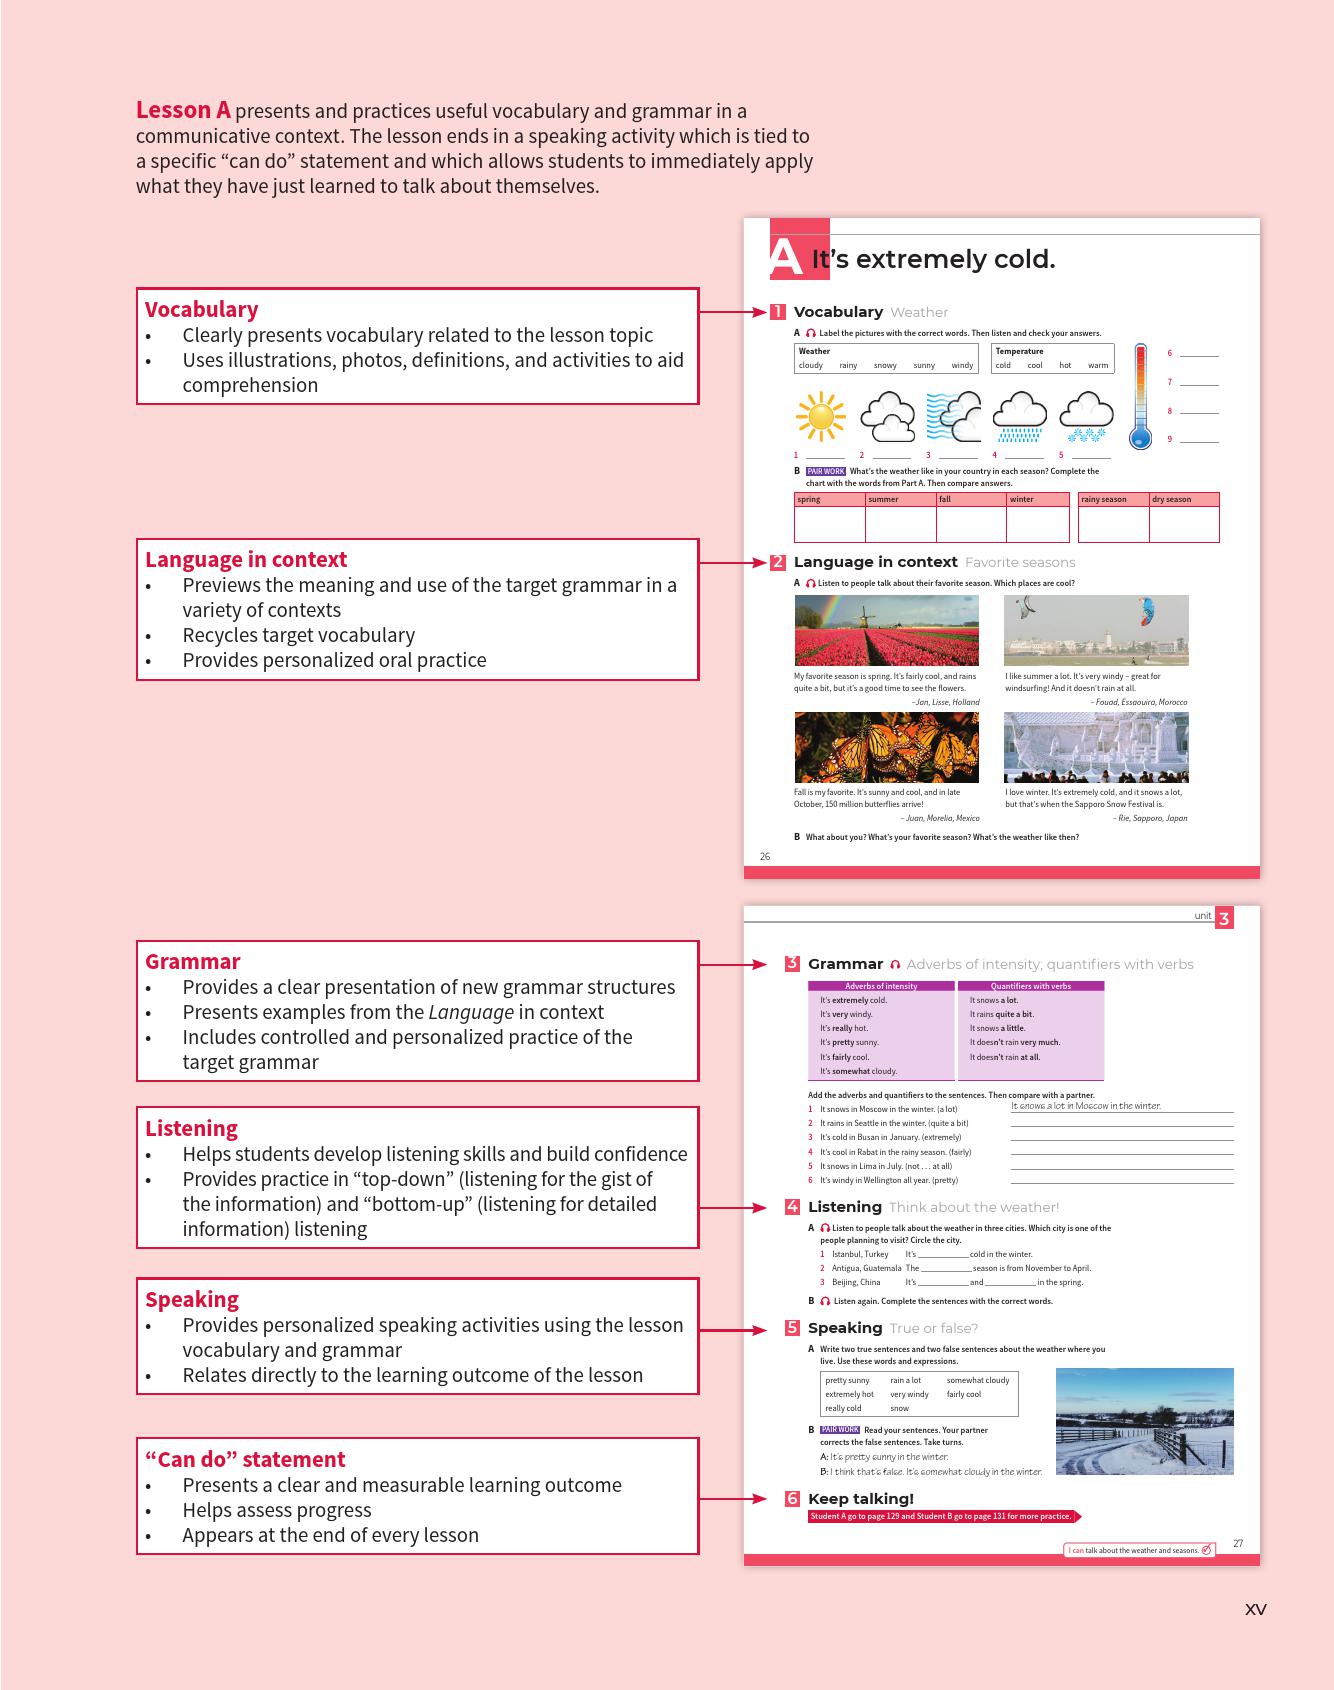 Lesson A presents and practices useful vocabulary and grammar in a
communicative context. The lesson ends in a speaking activity which is tied to
a specific “can do” statement and which allows students to immediately apply
what they have just learned to talk about themselves.
Vocabulary
• Clearly presents vocabulary related to the lesson topic
• Uses illustrations, photos, definitions, and activities to aid
comprehension
Language in context
• Previews the meaning and use of the target grammar in a
variety of contexts
• Recycles target vocabulary
• Provides personalized oral practice
Grammar
• Provides a clear presentation of new grammar structures
• Presents examples from the Language in context
• Includes controlled and personalized practice of the
target grammar
Listening
• Helps students develop listening skills and build confidence
• Provides practice in “top-down” (listening for the gist of
the information) and “bottom-up” (listening for detailed
information) listening
Speaking
• Provides personalized speaking activities using the lesson
vocabulary and grammar
• Relates directly to the learning outcome of the lesson
“Can do” statement
• Presents a clear and measurable learning outcome
• Helps assess progress
• Appears at the end of every lesson
A It’s extremely cold.
1 Vocabulary Weather
A Label the pictures with the correct words. Then listen and check your answers.
Weather
cloudy rainy snowy sunny windy
Temperature
cold cool hot warm
6
7
8
9
1 2 3 4 5
B PAIR WORK What’s the weather like in your country in each season? Complete the
chart with the words from Part A. Then compare answers.
spring summer fall winter rainy season dry season
2 Language in context Favorite seasons
A Listen to people talk about their favorite season. Which places are cool?
My favorite season is spring. It’s fairly cool, and rains
quite a bit, but it’s a good time to see the flowers.
–Jan, Lisse, Holland
I like summer a lot. It’s very windy – great for
windsurfing! And it doesn’t rain at all.
– Fouad, Essaouira, Morocco
Fall is my favorite. It’s sunny and cool, and in late
October, 150 million butterflies arrive!
– Juan, Morelia, Mexico
I love winter. It’s extremely cold, and it snows a lot,
but that’s when the Sapporo Snow Festival is.
– Rie, Sapporo, Japan
B What about you? What’s your favorite season? What’s the weather like then?
26
unit 3
3 Grammar Adverbs of intensity; quantifiers with verbs
Adverbs of intensity
It’s extremely cold.
It’s very windy.
It’s really hot.
It’s pretty sunny.
It’s fairly cool.
It’s somewhat cloudy.
Quantifiers with verbs
It snows a lot.
It rains quite a bit.
It snows a little.
It doesn’t rain very much.
It doesn’t rain at all.
Add the adverbs and quantifiers to the sentences. Then compare with a partner.
1 It snows in Moscow in the winter. (a lot) It snows a lot in Moscow in the winter.
2 It rains in Seattle in the winter. (quite a bit)
3 It’s cold in Busan in January. (extremely)
4 It’s cool in Rabat in the rainy season. (fairly)
5 It snows in Lima in July. (not . . . at all)
6 It’s windy in Wellington all year. (pretty)
4 Listening Think about the weather!
A Listen to people talk about the weather in three cities. Which city is one of the
people planning to visit? Circle the city.
1 Istanbul, Turkey It’s ____________ cold in the winter.
2 Antigua, Guatemala The ____________ season is from November to April.
3 Beijing, China It’s ____________ and ____________ in the spring.
B Listen again. Complete the sentences with the correct words.
5 Speaking True or false?
A Write two true sentences and two false sentences about the weather where you
live. Use these words and expressions.
pretty sunny rain a lot somewhat cloudy
extremely hot very windy fairly cool
really cold snow
B PAIR WORK Read your sentences. Your partner
corrects the false sentences. Take turns.
A: It’s pretty sunny in the winter.
B: I think that’s false. It’s somewhat cloudy in the winter.
6 Keep talking!
Student A go to page 129 and Student B go to page 131 for more practice.
I can talk about the weather and seasons.
27
XV